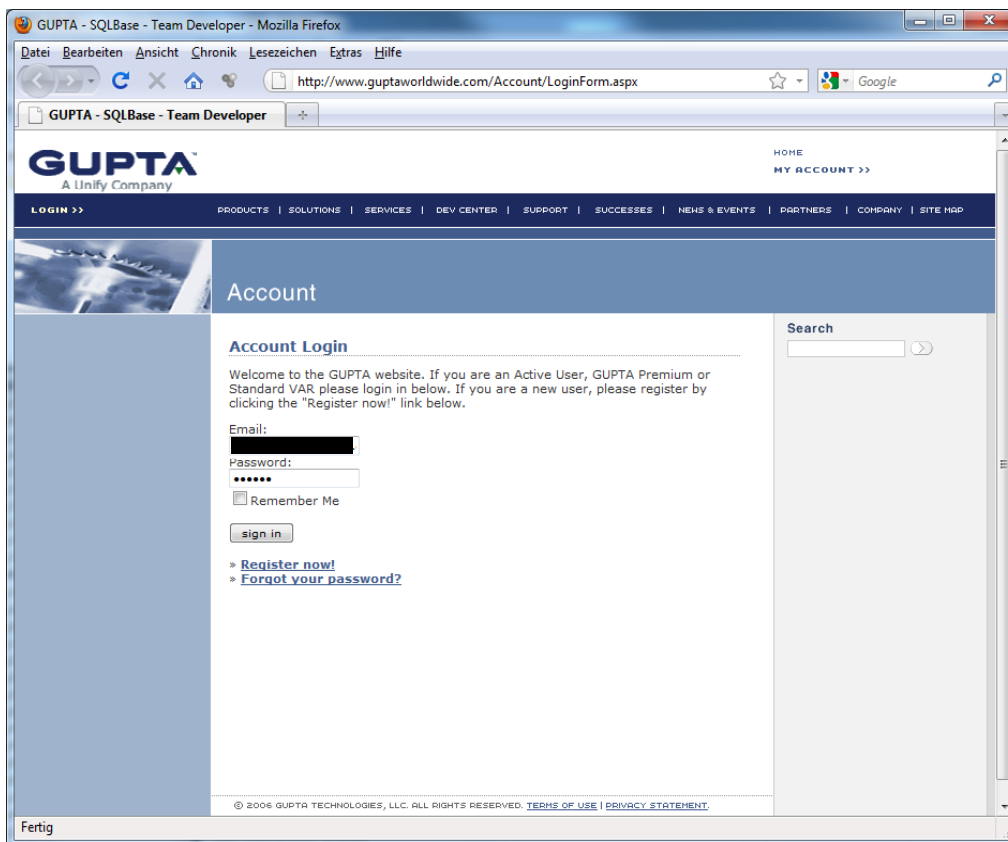 GUPTA - SQLBase - Team Developer - Mozilla Firefox
Datei Bearbeiten Ansicht Chronik Lesezeichen Extras Hilfe
http://www.guptaworldwide.com/Account/LoginForm.aspx
Google
GUPTA - SQLBase - Team Developer
GUPTA
A Unify Company
HOME
MY ACCOUNT >>
LOGIN >>
PRODUCTS | SOLUTIONS | SERVICES | DEV CENTER | SUPPORT | SUCCESSES | NEWS & EVENTS | PARTNERS | COMPANY | SITE MAP
Account
Search
Account Login
Welcome to the GUPTA website. If you are an Active User, GUPTA Premium or
Standard VAR please login in below. If you are a new user, please register by
clicking the "Register now!" link below.
Email:
Password:
••••••
Remember Me
sign in
» Register now!
» Forgot your password?
© 2006 GUPTA TECHNOLOGIES, LLC. ALL RIGHTS RESERVED. TERMS OF USE | PRIVACY STATEMENT.
Fertig